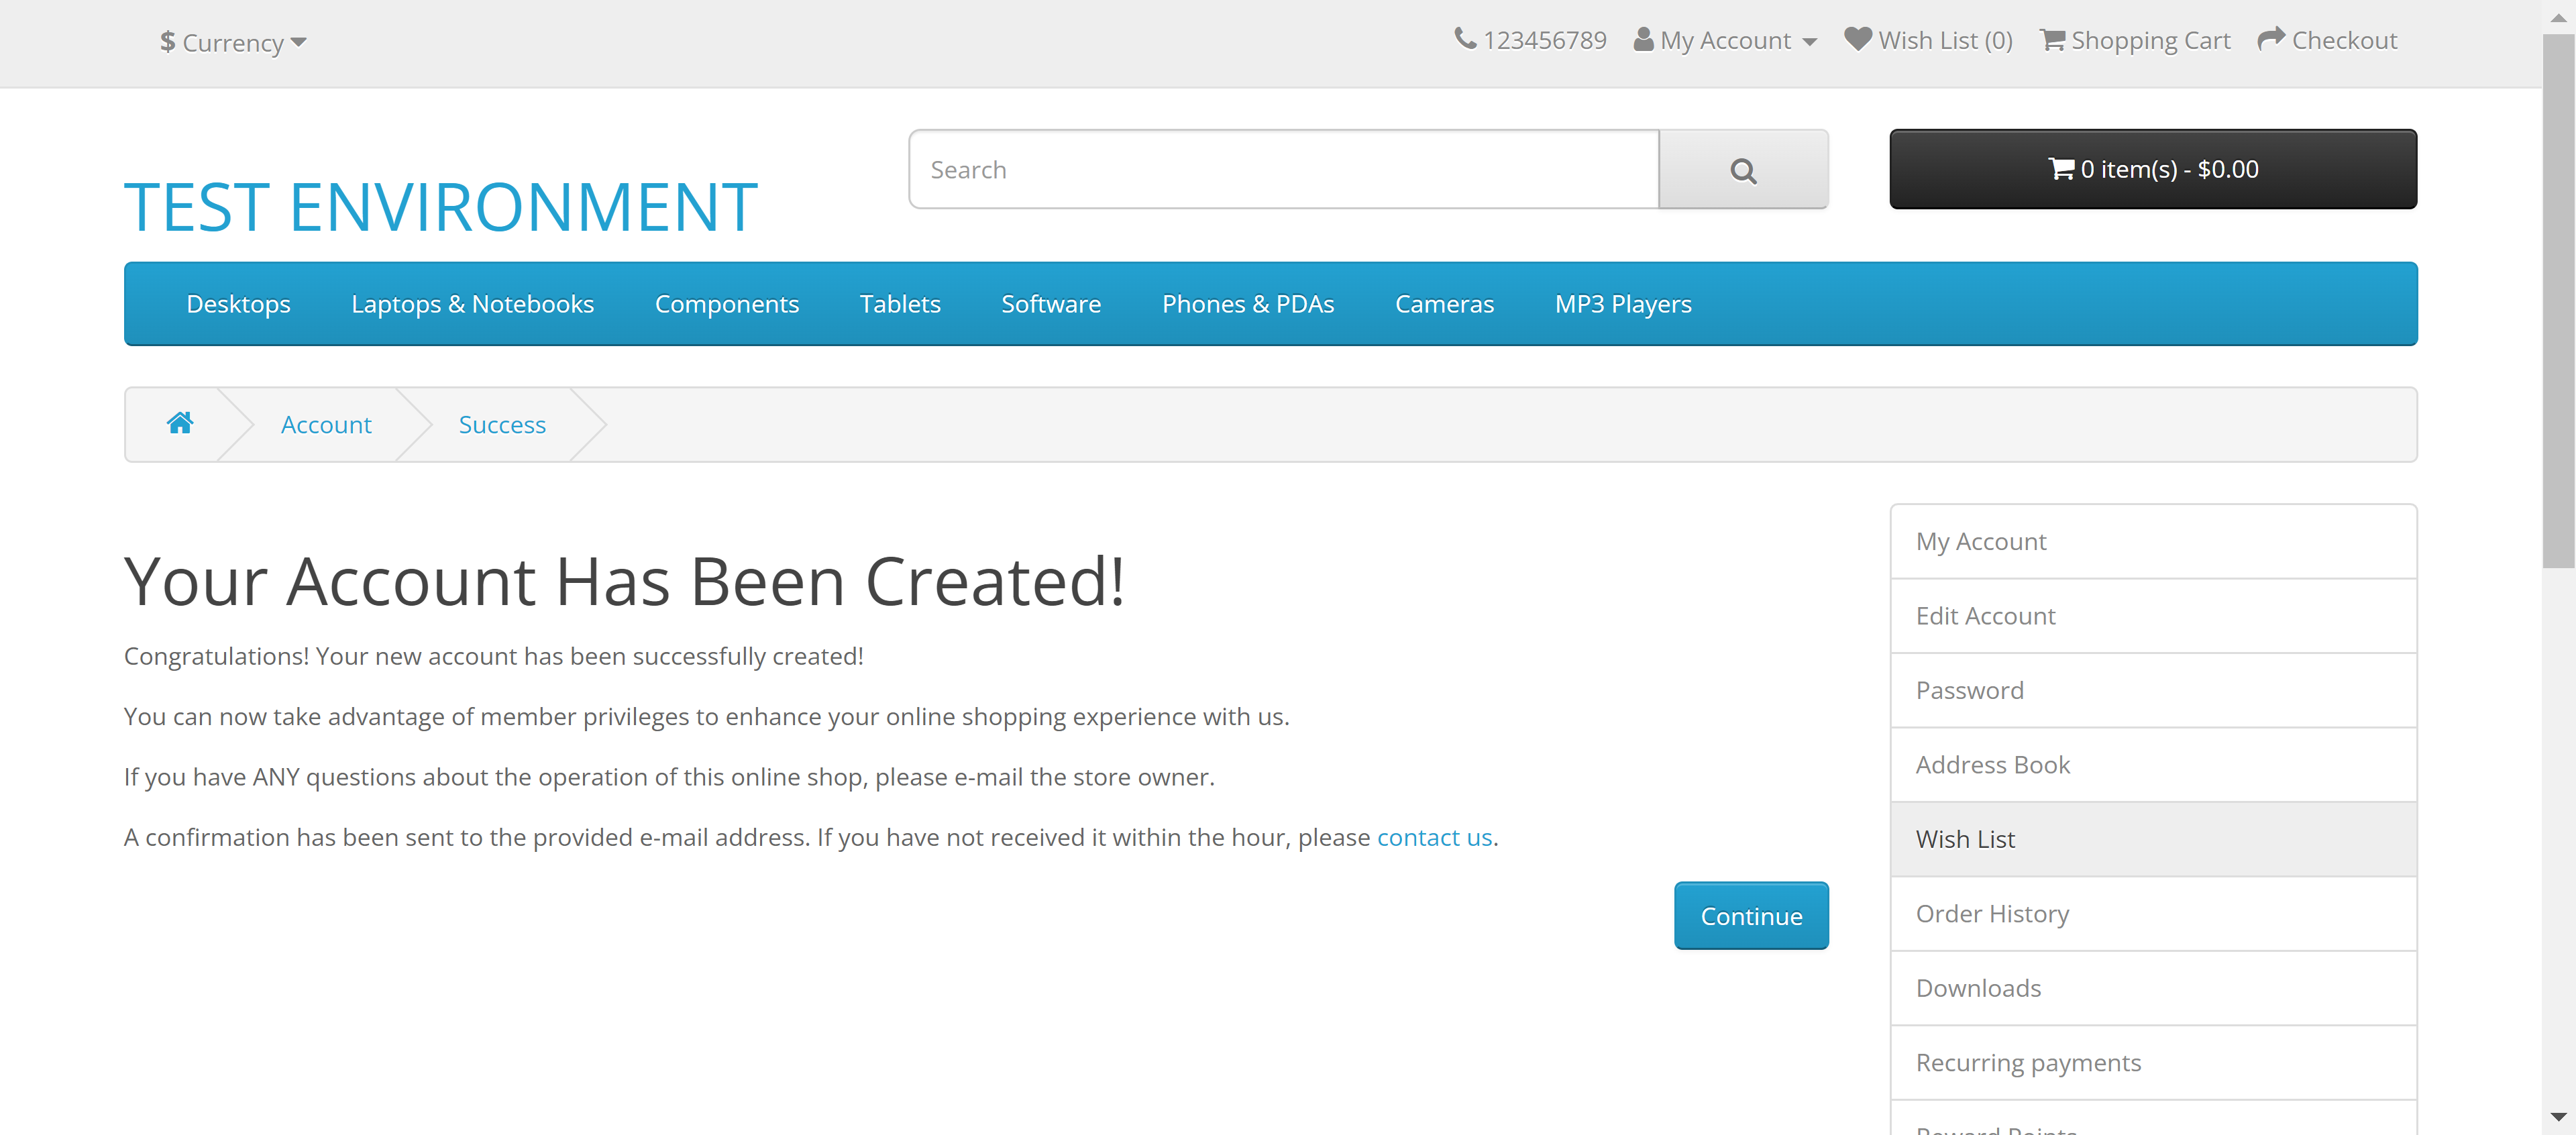 $ Currency
123456789
My Account
Wish List (0)
Shopping Cart
Checkout
TEST ENVIRONMENT
Search
0 item(s) - $0.00
Desktops
Laptops & Notebooks
Components
Tablets
Software
Phones & PDAs
Cameras
MP3 Players
Account
Success
Your Account Has Been Created!
Congratulations! Your new account has been successfully created!
You can now take advantage of member privileges to enhance your online shopping experience with us.
If you have ANY questions about the operation of this online shop, please e-mail the store owner.
A confirmation has been sent to the provided e-mail address. If you have not received it within the hour, please contact us.
Continue
My Account
Edit Account
Password
Address Book
Wish List
Order History
Downloads
Recurring payments
Reward Points